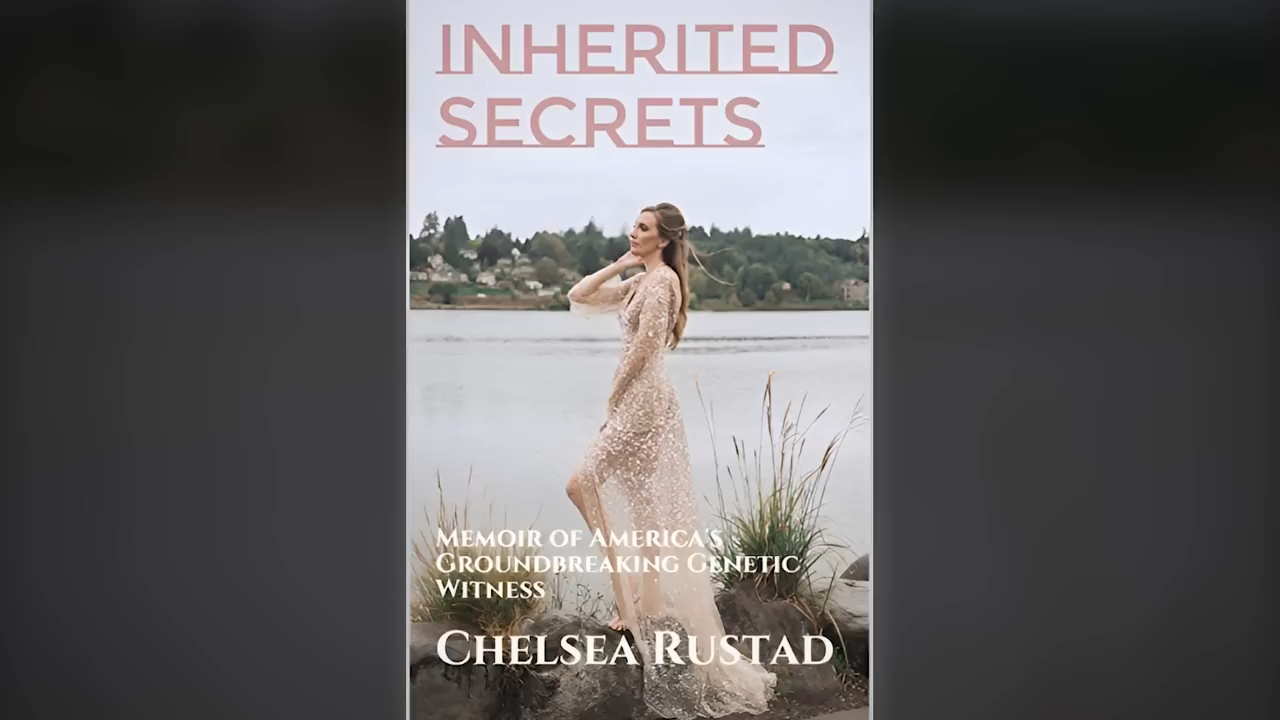 INHERITED
SECRETS
MEMOIR OF AMERICA'S
GROUNDBREAKING GENETIC
WITNESS
CHELSEA RUSTAD